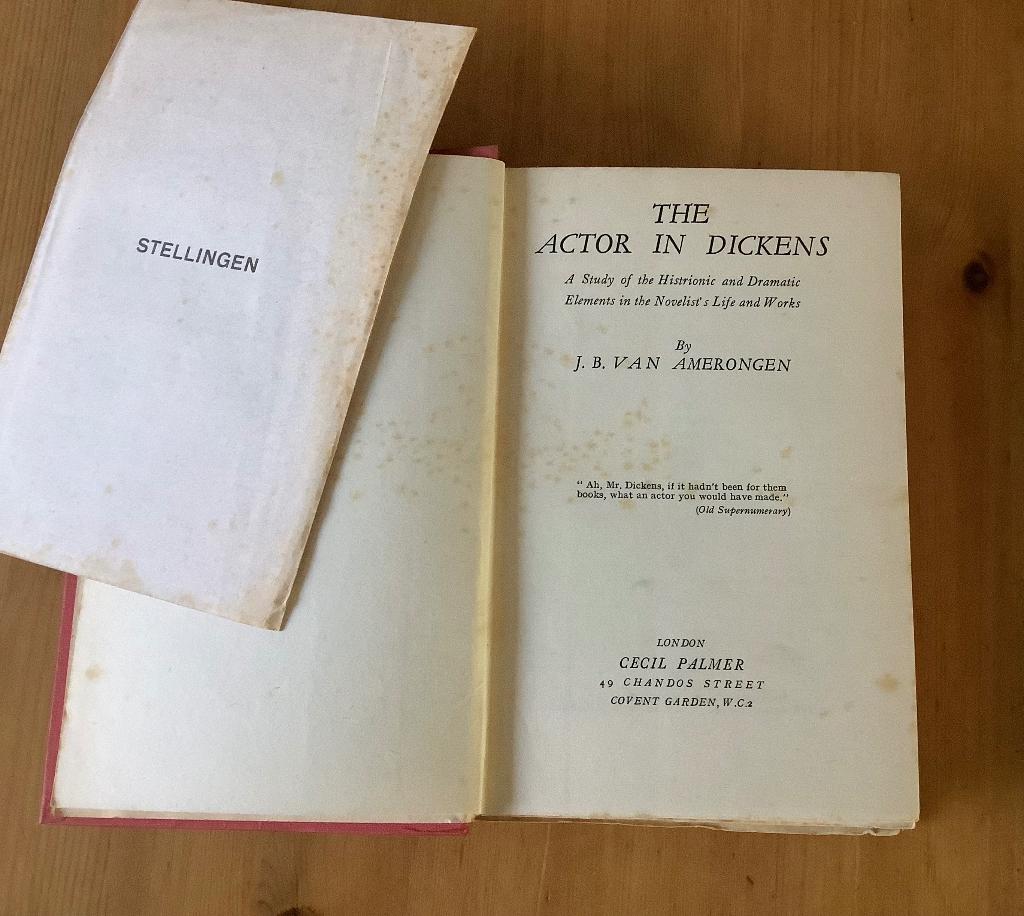 STELLINGEN
THE
ACTOR IN DICKENS
A Study of the Histrionic and Dramatic
Elements in the Novelist's Life and Works
By
J. B. VAN AMERONGEN
“ Ah, Mr. Dickens, if it hadn't been for them
books, what an actor you would have made.”
(Old Supernumerary)
LONDON
CECIL PALMER
49 CHANDOS STREET
COVENT GARDEN, W.C.2